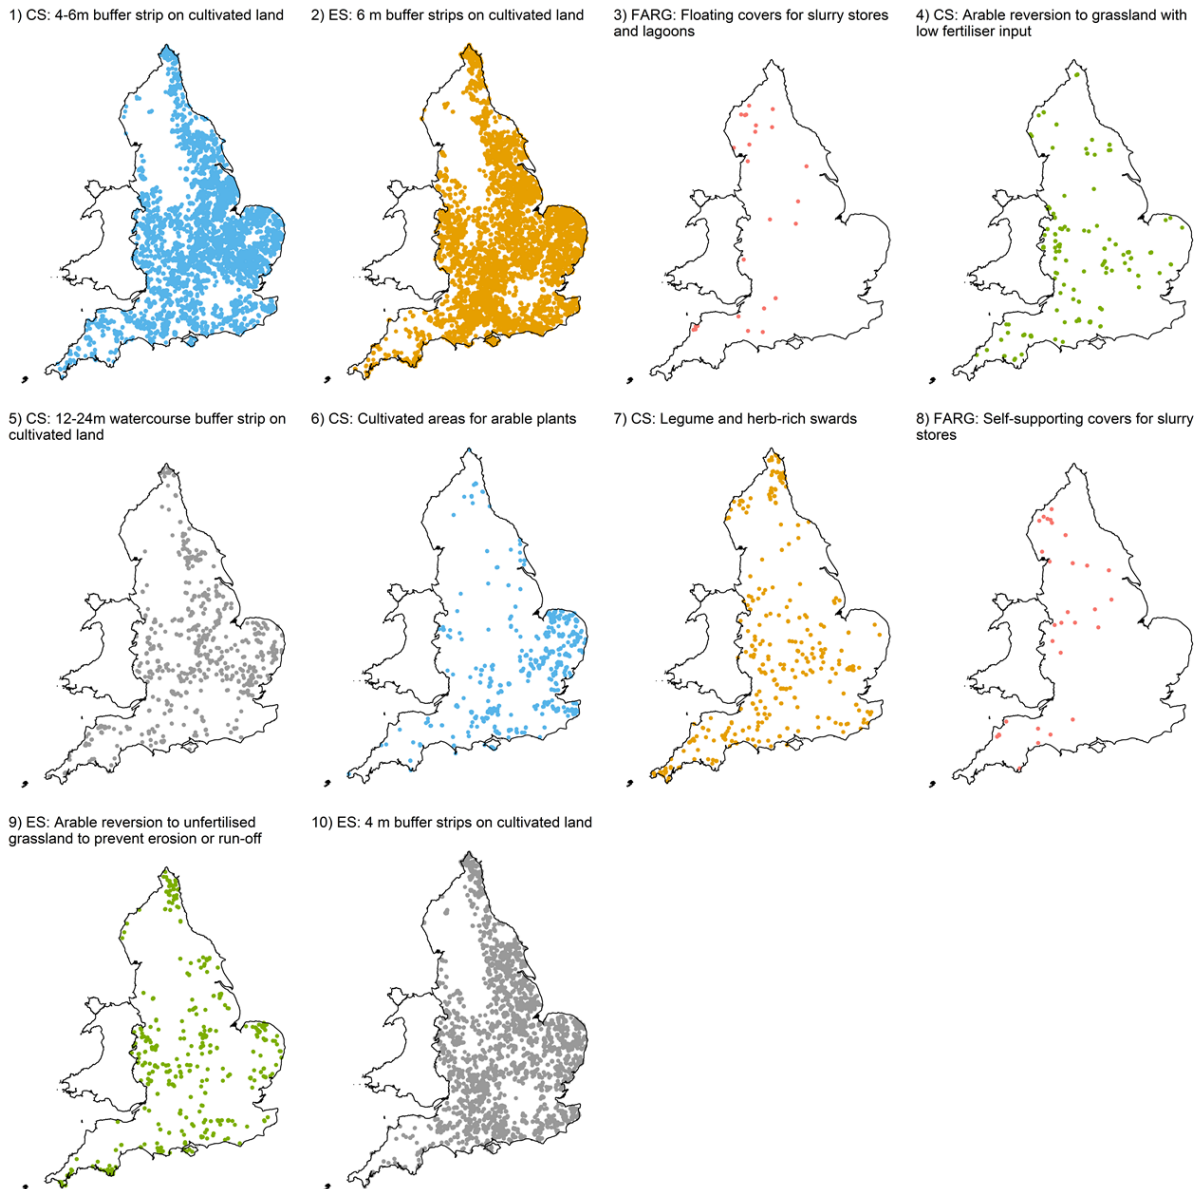 1) CS: 4-6m buffer strip on cultivated land
2) ES: 6 m buffer strips on cultivated land
3) FARG: Floating covers for slurry stores
and lagoons
4) CS: Arable reversion to grassland with
low fertiliser input
5) CS: 12-24m watercourse buffer strip on
cultivated land
6) CS: Cultivated areas for arable plants
7) CS: Legume and herb-rich swards
8) FARG: Self-supporting covers for slurry
stores
9) ES: Arable reversion to unfertilised
grassland to prevent erosion or run-off
10) ES: 4 m buffer strips on cultivated land